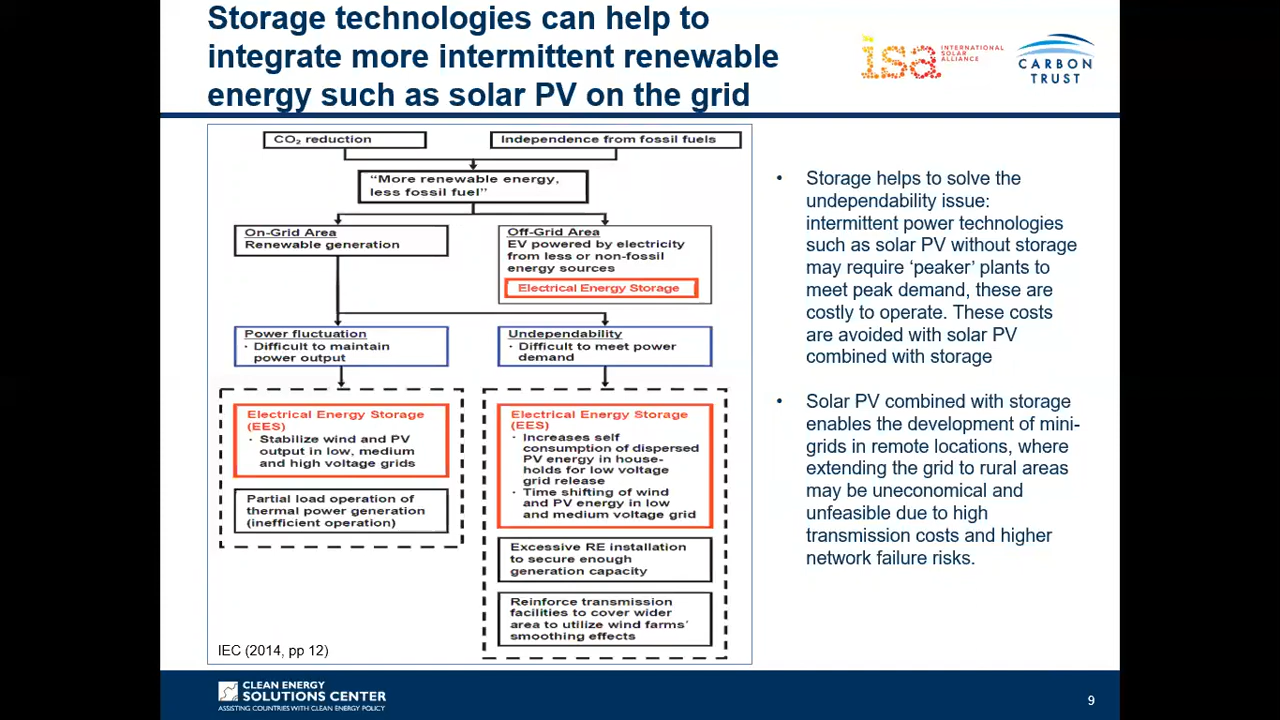 Storage technologies can help to
integrate more intermittent renewable
energy such as solar PV on the grid
isa INTERNATIONAL
SOLAR
ALLIANCE
CARBON
TRUST
CO₂ reduction
Independence from fossil fuels
“More renewable energy,
less fossil fuel”
On-Grid Area
Renewable generation
Off-Grid Area
EV powered by electricity
from less or non-fossil
energy sources
Electrical Energy Storage
Power fluctuation
· Difficult to maintain
power output
Undependability
· Difficult to meet power
demand
Electrical Energy Storage
(EES)
· Stabilize wind and PV
output in low, medium
and high voltage grids
Partial load operation of
thermal power generation
(inefficient operation)
Electrical Energy Storage
(EES)
· Increases self
consumption of dispersed
PV energy in house-
holds for low voltage
grid release
· Time shifting of wind
and PV energy in low
and medium voltage grid
Excessive RE installation
to secure enough
generation capacity
Reinforce transmission
facilities to cover wider
area to utilize wind farms’
smoothing effects
IEC (2014, pp 12)
• Storage helps to solve the
undependability issue:
intermittent power technologies
such as solar PV without storage
may require ‘peaker’ plants to
meet peak demand, these are
costly to operate. These costs
are avoided with solar PV
combined with storage
• Solar PV combined with storage
enables the development of mini-
grids in remote locations, where
extending the grid to rural areas
may be uneconomical and
unfeasible due to high
transmission costs and higher
network failure risks.
CLEAN ENERGY
SOLUTIONS CENTER
ASSISTING COUNTRIES WITH CLEAN ENERGY POLICY
9